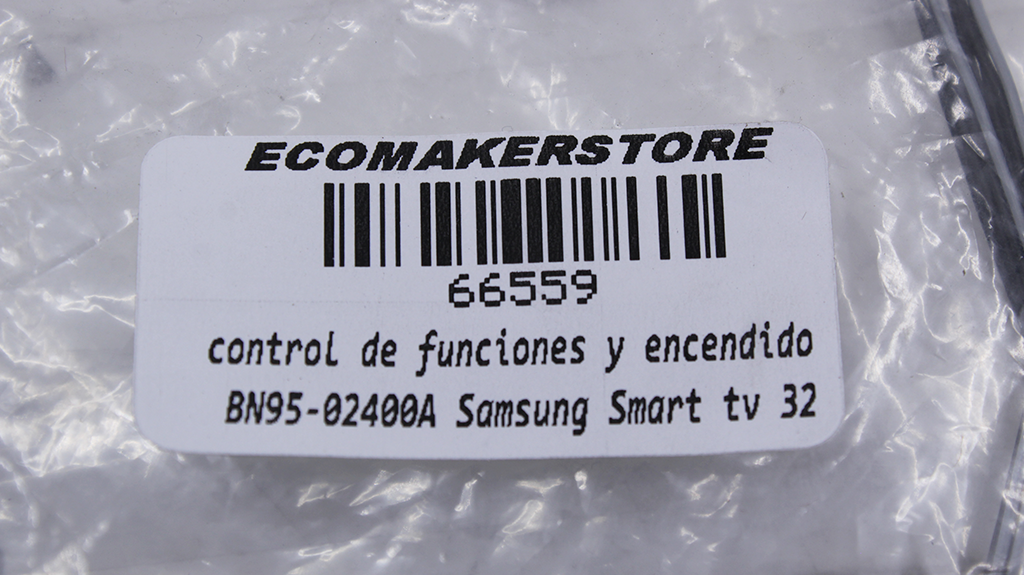 ECOMAKERSTORE
66559
control de funciones y encendido
BN95-02400A Samsung Smart tv 32